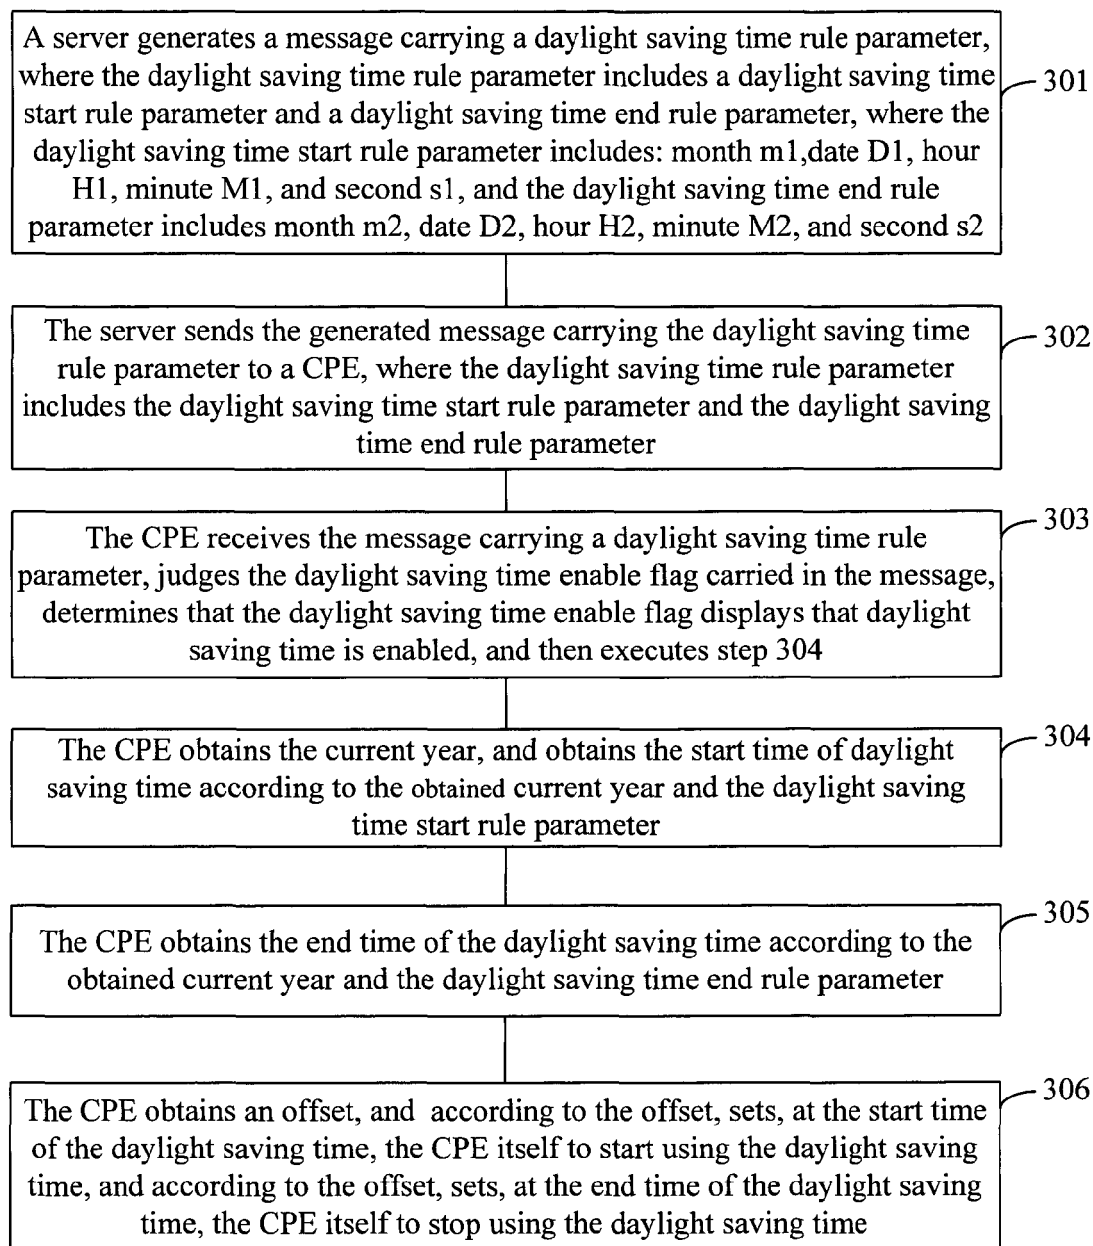 A server generates a message carrying a daylight saving time rule parameter,
where the daylight saving time rule parameter includes a daylight saving time
start rule parameter and a daylight saving time end rule parameter, where the
daylight saving time start rule parameter includes: month m1,date D1, hour
H1, minute M1, and second s1, and the daylight saving time end rule
parameter includes month m2, date D2, hour H2, minute M2, and second s2
301
The server sends the generated message carrying the daylight saving time
rule parameter to a CPE, where the daylight saving time rule parameter
includes the daylight saving time start rule parameter and the daylight saving
time end rule parameter
302
The CPE receives the message carrying a daylight saving time rule
parameter, judges the daylight saving time enable flag carried in the message,
determines that the daylight saving time enable flag displays that daylight
saving time is enabled, and then executes step 304
303
The CPE obtains the current year, and obtains the start time of daylight
saving time according to the obtained current year and the daylight saving
time start rule parameter
304
The CPE obtains the end time of the daylight saving time according to the
obtained current year and the daylight saving time end rule parameter
305
The CPE obtains an offset, and according to the offset, sets, at the start time
of the daylight saving time, the CPE itself to start using the daylight saving
time, and according to the offset, sets, at the end time of the daylight saving
time, the CPE itself to stop using the daylight saving time
306